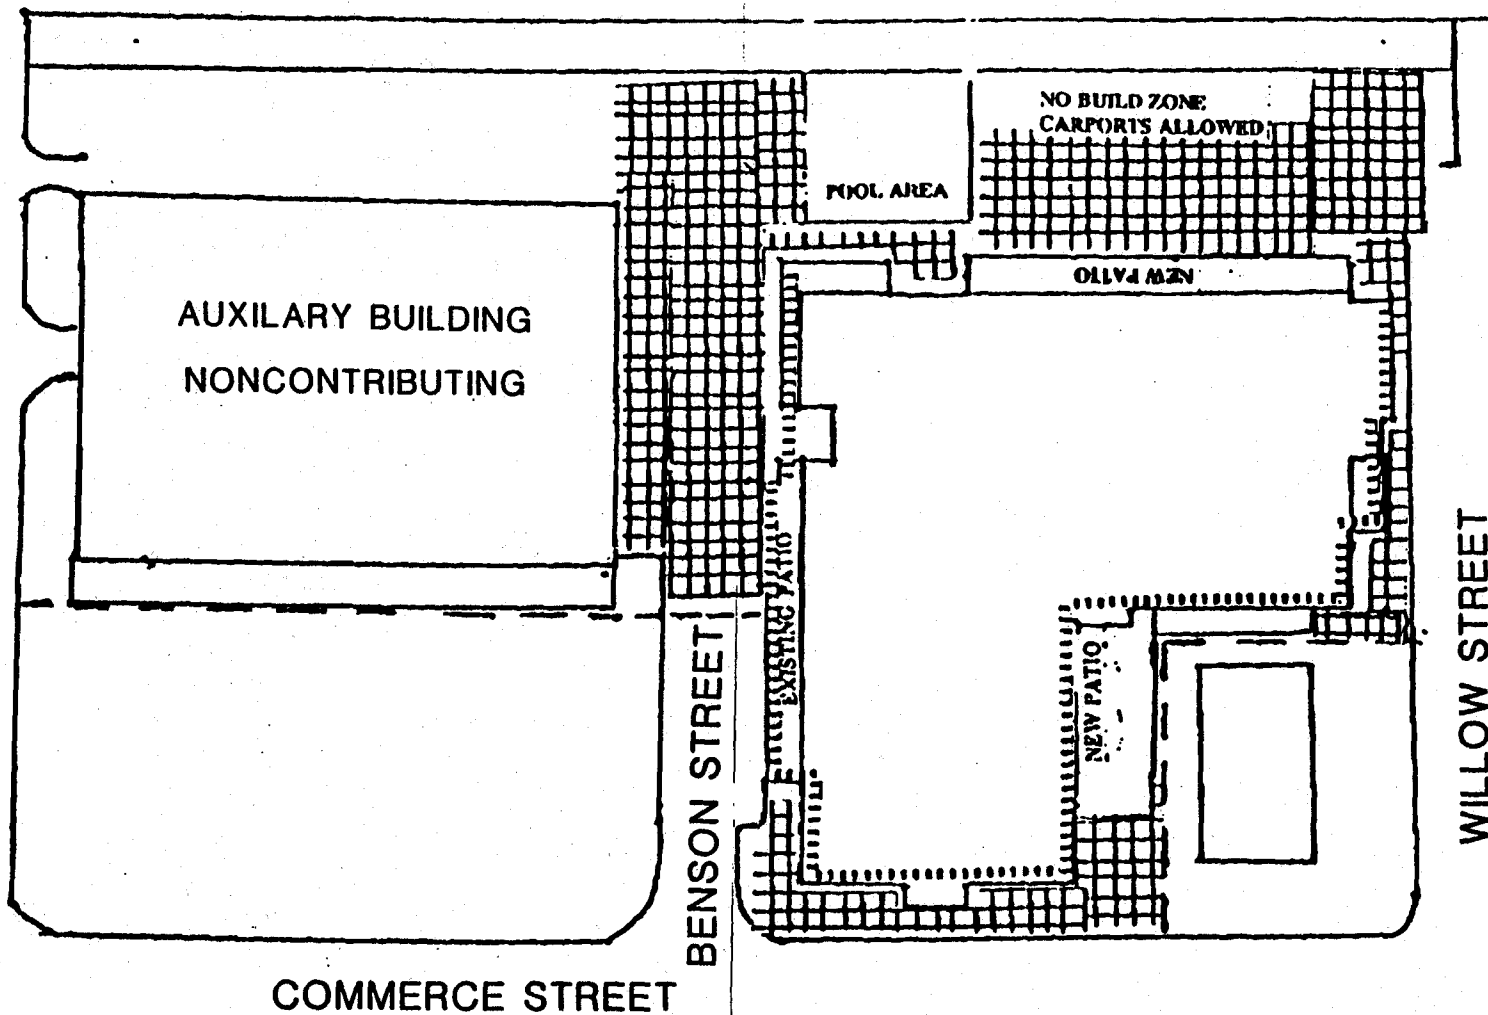 NO BUILD ZONE
CARPORTS ALLOWED
POOL AREA
NEW PATIO
AUXILARY BUILDING
NONCONTRIBUTING
EXISTING PATIO
NEW PATIO
BENSON STREET
WILLOW STREET
COMMERCE STREET